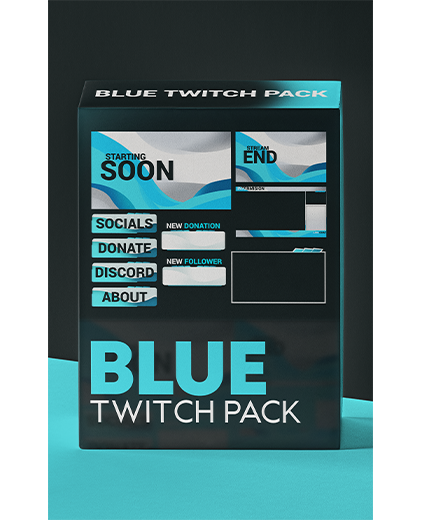 BLUE TWITCH PACK
STARTING
SOON
STREAM
END
SOCIALS
DONATE
DISCORD
ABOUT
NEW DONATION
NEW FOLLOWER
BLUE
TWITCH PACK